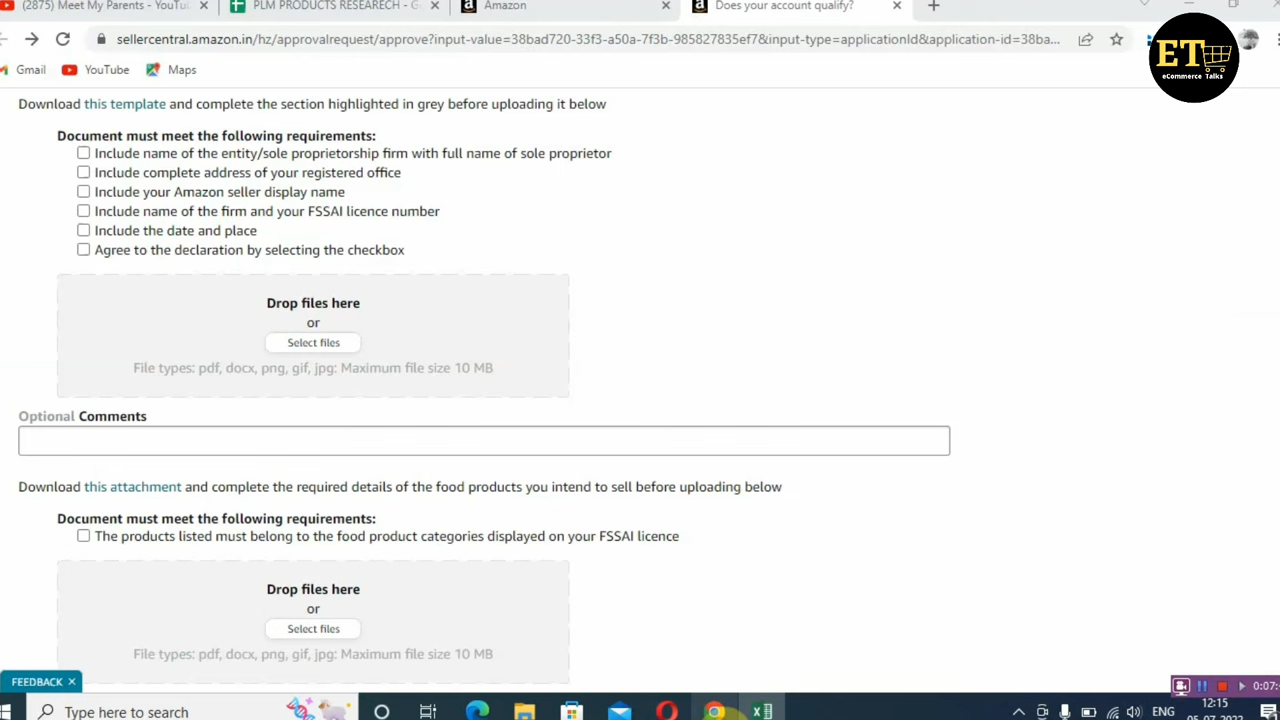 (2875) Meet My Parents - YouTu
PLM PRODUCTS RESEARECH - G
Amazon
Does your account qualify?
sellercentral.amazon.in/hz/approvalrequest/approve?input-value=38bad720-33f3-a50a-7f3b-985827835ef7&input-type=applicationId&application-id=38ba...
ET
eCommerce Talks
Gmail
YouTube
Maps
Download this template and complete the section highlighted in grey before uploading it below
Document must meet the following requirements:
Include name of the entity/sole proprietorship firm with full name of sole proprietor
Include complete address of your registered office
Include your Amazon seller display name
Include name of the firm and your FSSAI licence number
Include the date and place
Agree to the declaration by selecting the checkbox
Drop files here
or
Select files
File types: pdf, docx, png, gif, jpg: Maximum file size 10 MB
Optional Comments
Download this attachment and complete the required details of the food products you intend to sell before uploading below
Document must meet the following requirements:
The products listed must belong to the food product categories displayed on your FSSAI licence
Drop files here
or
Select files
File types: pdf, docx, png, gif, jpg: Maximum file size 10 MB
FEEDBACK
0:07:
Type here to search
ENG
12:15
05-07-2022